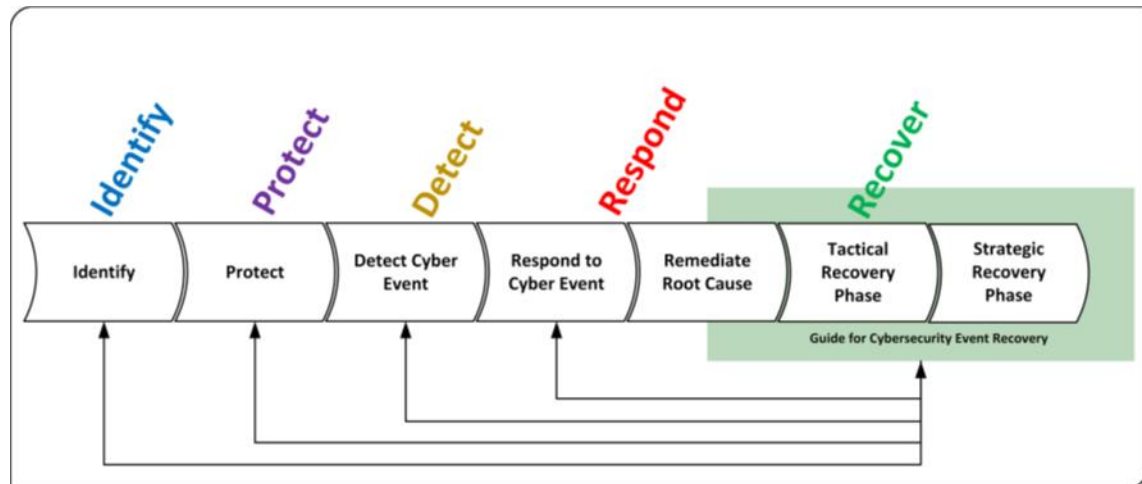 Identify
Protect
Detect
Respond
Recover
Identify
Protect
Detect Cyber
Event
Respond to
Cyber Event
Remediate
Root Cause
Tactical
Recovery
Phase
Strategic
Recovery
Phase
Guide for Cybersecurity Event Recovery